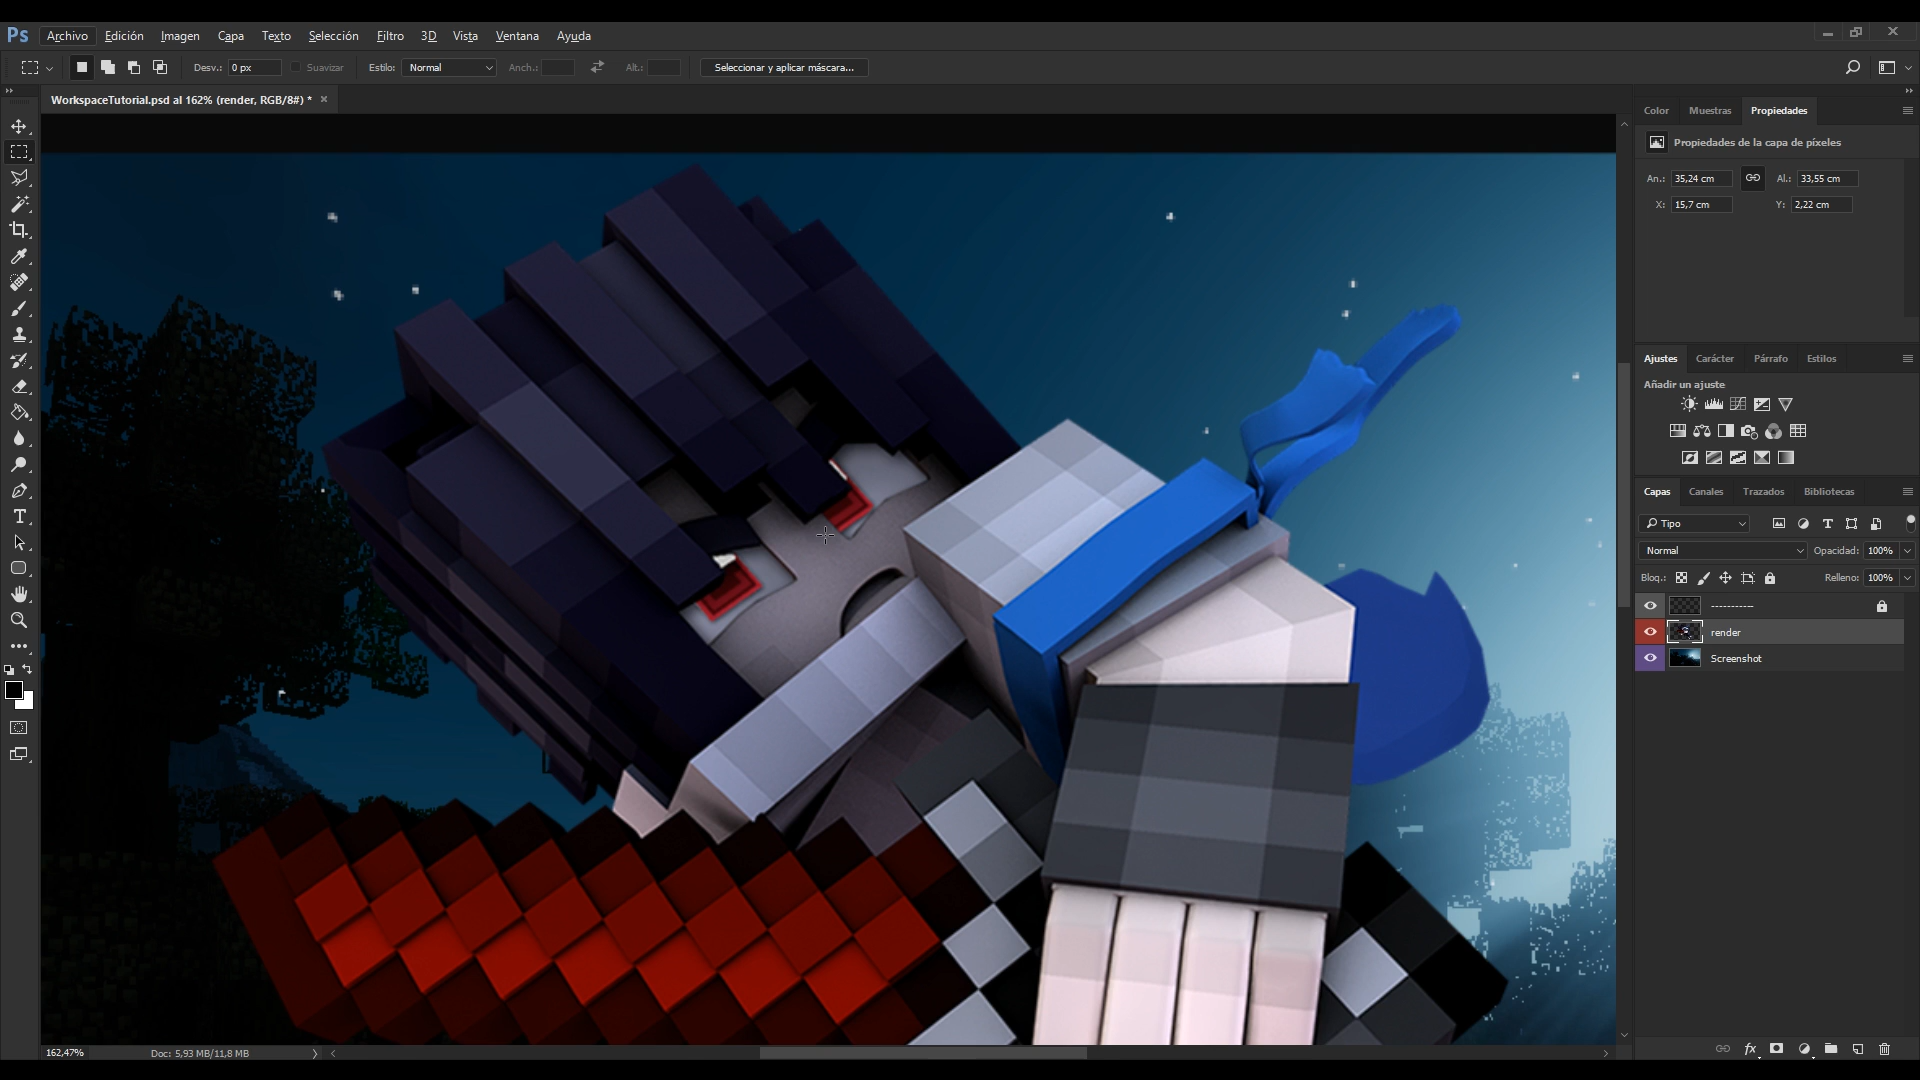 Ps Archivo Edición Imagen Capa Texto Selección Filtro 3D Vista Ventana Ayuda
Desv.: 0 px Suavizar Estilo: Normal Anch.: Alt.: Seleccionar y aplicar máscara...
WorkspaceTutorial.psd al 162% (render, RGB/8#) * ×
Color Muestras Propiedades
Propiedades de la capa de píxeles
An.: 35,24 cm Al.: 33,55 cm
X: 15,7 cm Y: 2,22 cm
Ajustes Carácter Párrafo Estilos
Añadir un ajuste
Capas Canales Trazados Bibliotecas
Tipo
Normal Opacidad: 100%
Bloq.: Relleno: 100%
-----------
render
Screenshot
162,47% Doc: 5,93 MB/11,8 MB